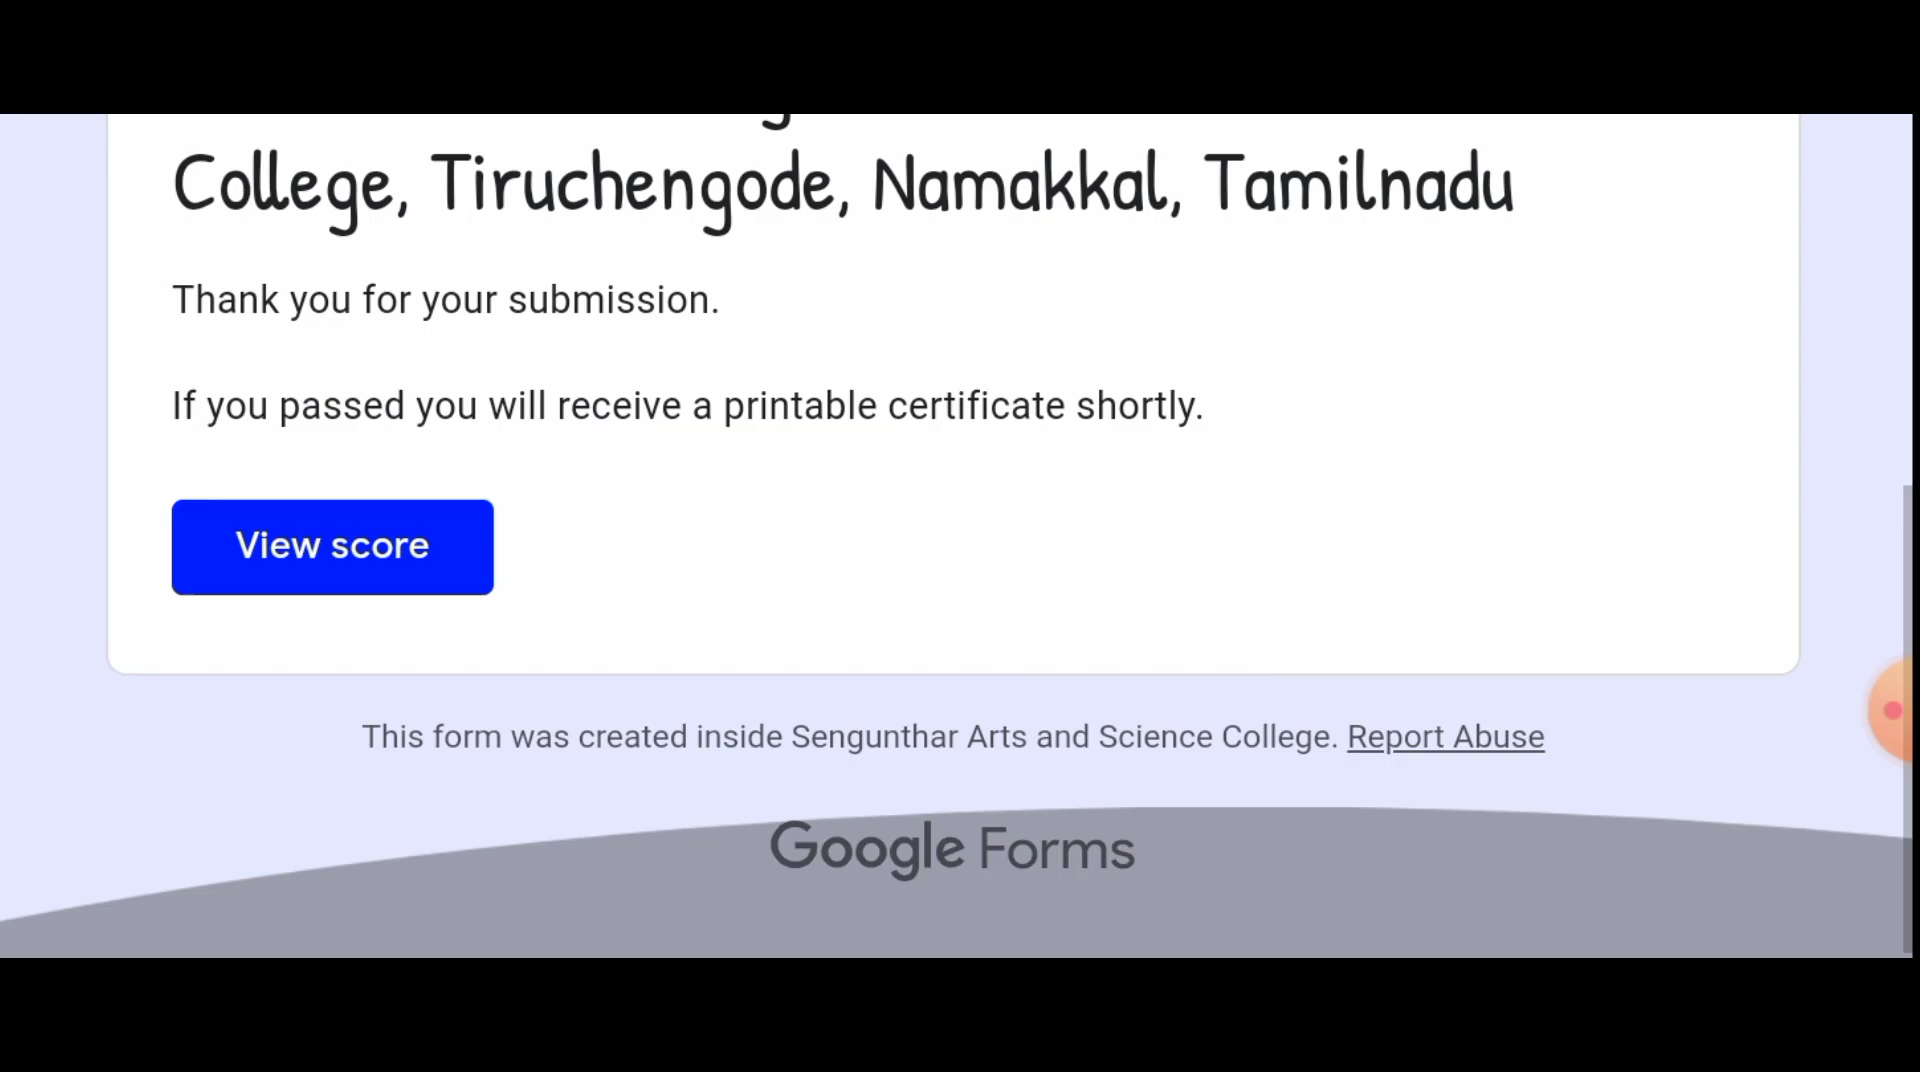 College, Tiruchengode, Namakkal, Tamilnadu
Thank you for your submission.
If you passed you will receive a printable certificate shortly.
View score
This form was created inside Sengunthar Arts and Science College. Report Abuse
Google Forms